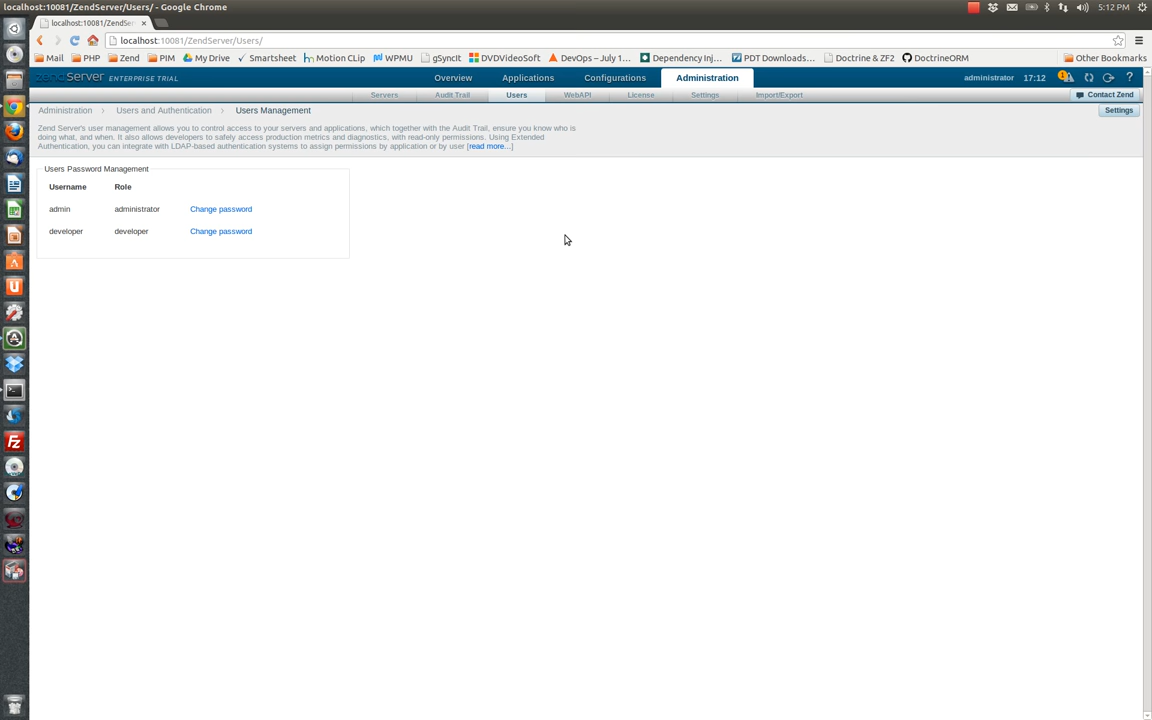 localhost:10081/ZendServer/Users/ - Google Chrome
5:12 PM
localhost:10081/ZendSer
localhost:10081/ZendServer/Users/
Mail PHP Zend PIM My Drive Smartsheet Motion CLip WPMU gSyncIt DVDVideoSoft DevOps – July 1... Dependency Inj... PDT Downloads... Doctrine & ZF2 DoctrineORM Other Bookmarks
zend Server ENTERPRISE TRIAL Overview Applications Configurations Administration administrator 17:12 1 ?
Servers Audit Trail Users WebAPI License Settings Import/Export Contact Zend
Administration › Users and Authentication › Users Management Settings
Zend Server's user management allows you to control access to your servers and applications, which together with the Audit Trail, ensure you know who is
doing what, and when. It also allows developers to safely access production metrics and diagnostics, with read-only permissions. Using Extended
Authentication, you can integrate with LDAP-based authentication systems to assign permissions by application or by user [read more...]
Users Password Management
Username Role
admin administrator Change password
developer developer Change password